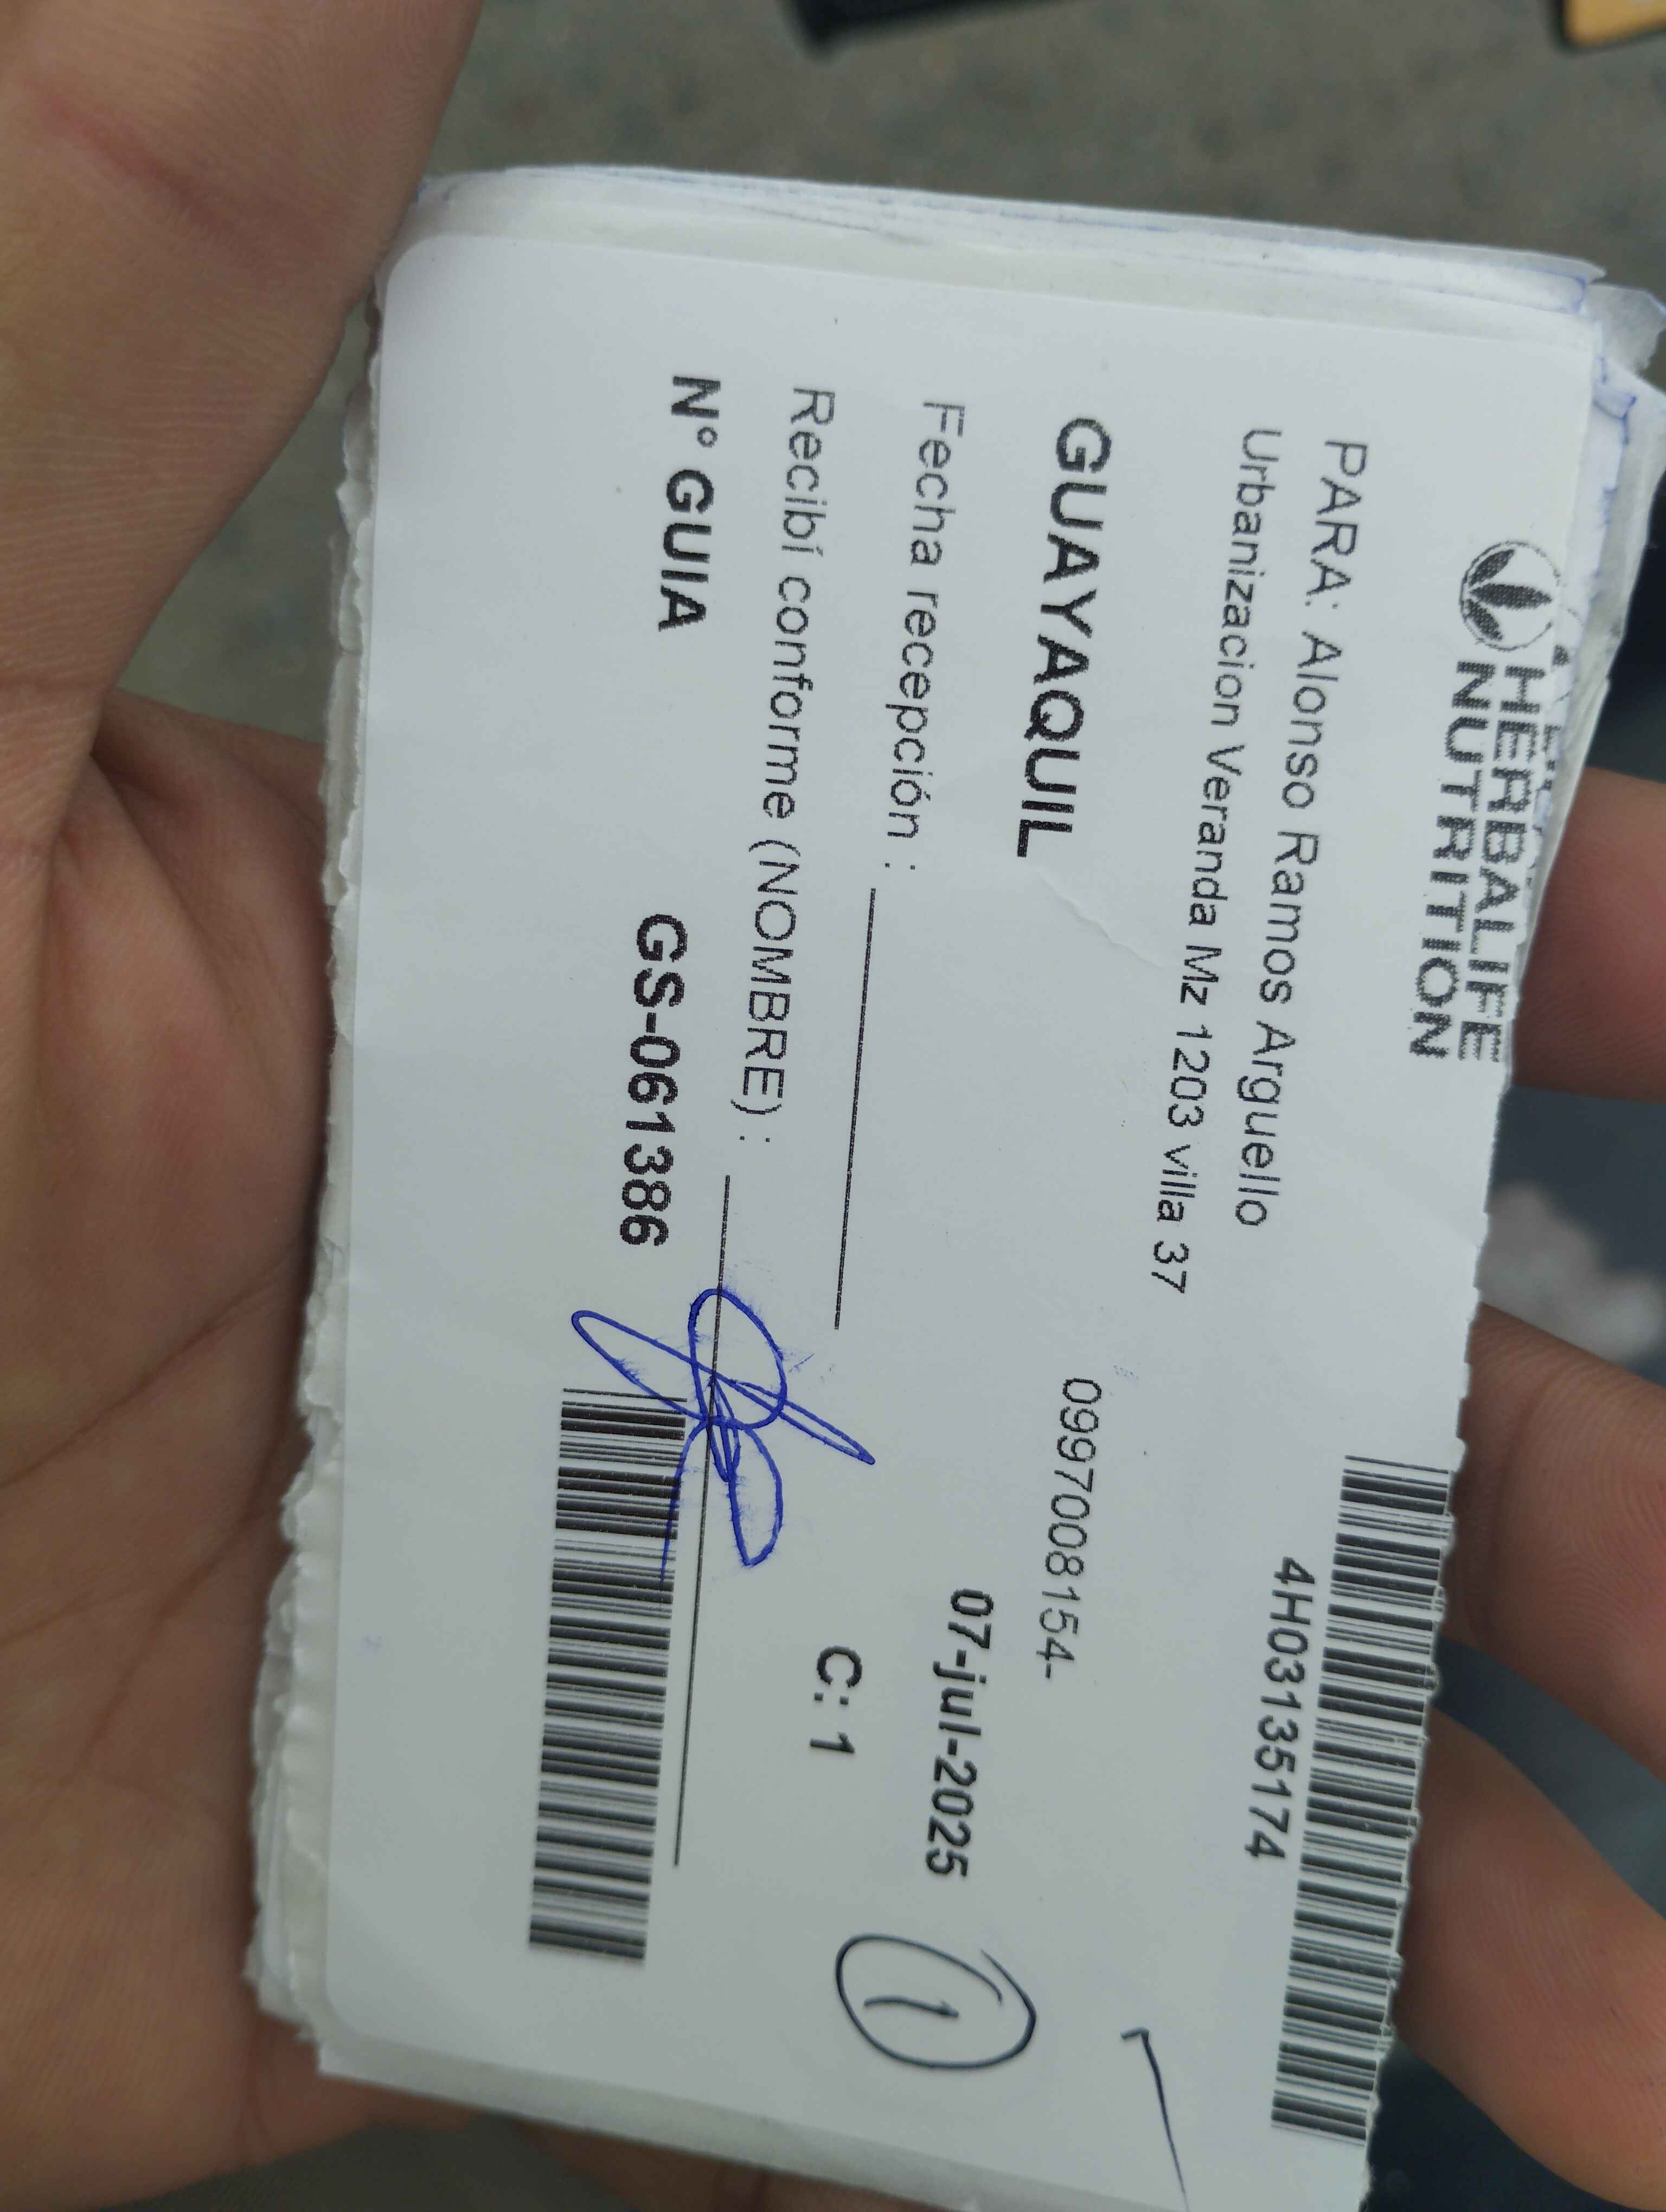 HERBALIFE
NUTRITION
4H03135174
PARA: Alonso Ramos Arguello
Urbanizacion Veranda Mz 1203 villa 37
GUAYAQUIL 0997008154-
Fecha recepción : 07-jul-2025
1
Recibí conforme (NOMBRE) : C: 1
N° GUIA GS-061386